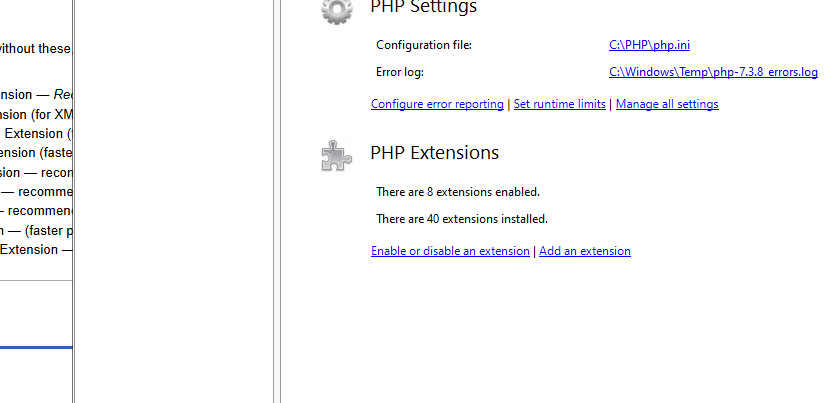 PHP Settings
ithout these
Configuration file: C:\PHP\php.ini
Error log: C:\Windows\Temp\php-7.3.8_errors.log
nsion — Rec
Configure error reporting | Set runtime limits | Manage all settings
sion (for XM
Extension (
PHP Extensions
ension (faste
sion — recon
There are 8 extensions enabled.
— recomme
- recommend
There are 40 extensions installed.
n — (faster p
Extension —
Enable or disable an extension | Add an extension